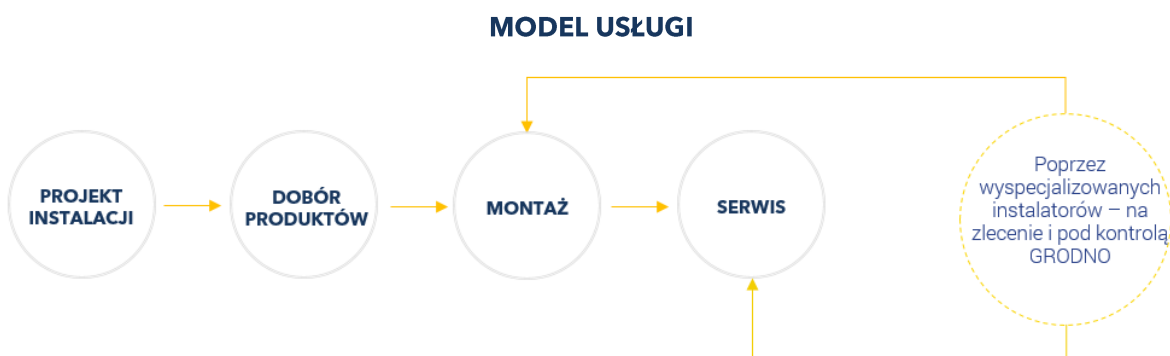 MODEL USŁUGI
PROJEKT
INSTALACJI
DOBÓR
PRODUKTÓW
MONTAŻ
SERWIS
Poprzez
wyspecjalizowanych
instalatorów – na
zlecenie i pod kontrolą
GRODNO